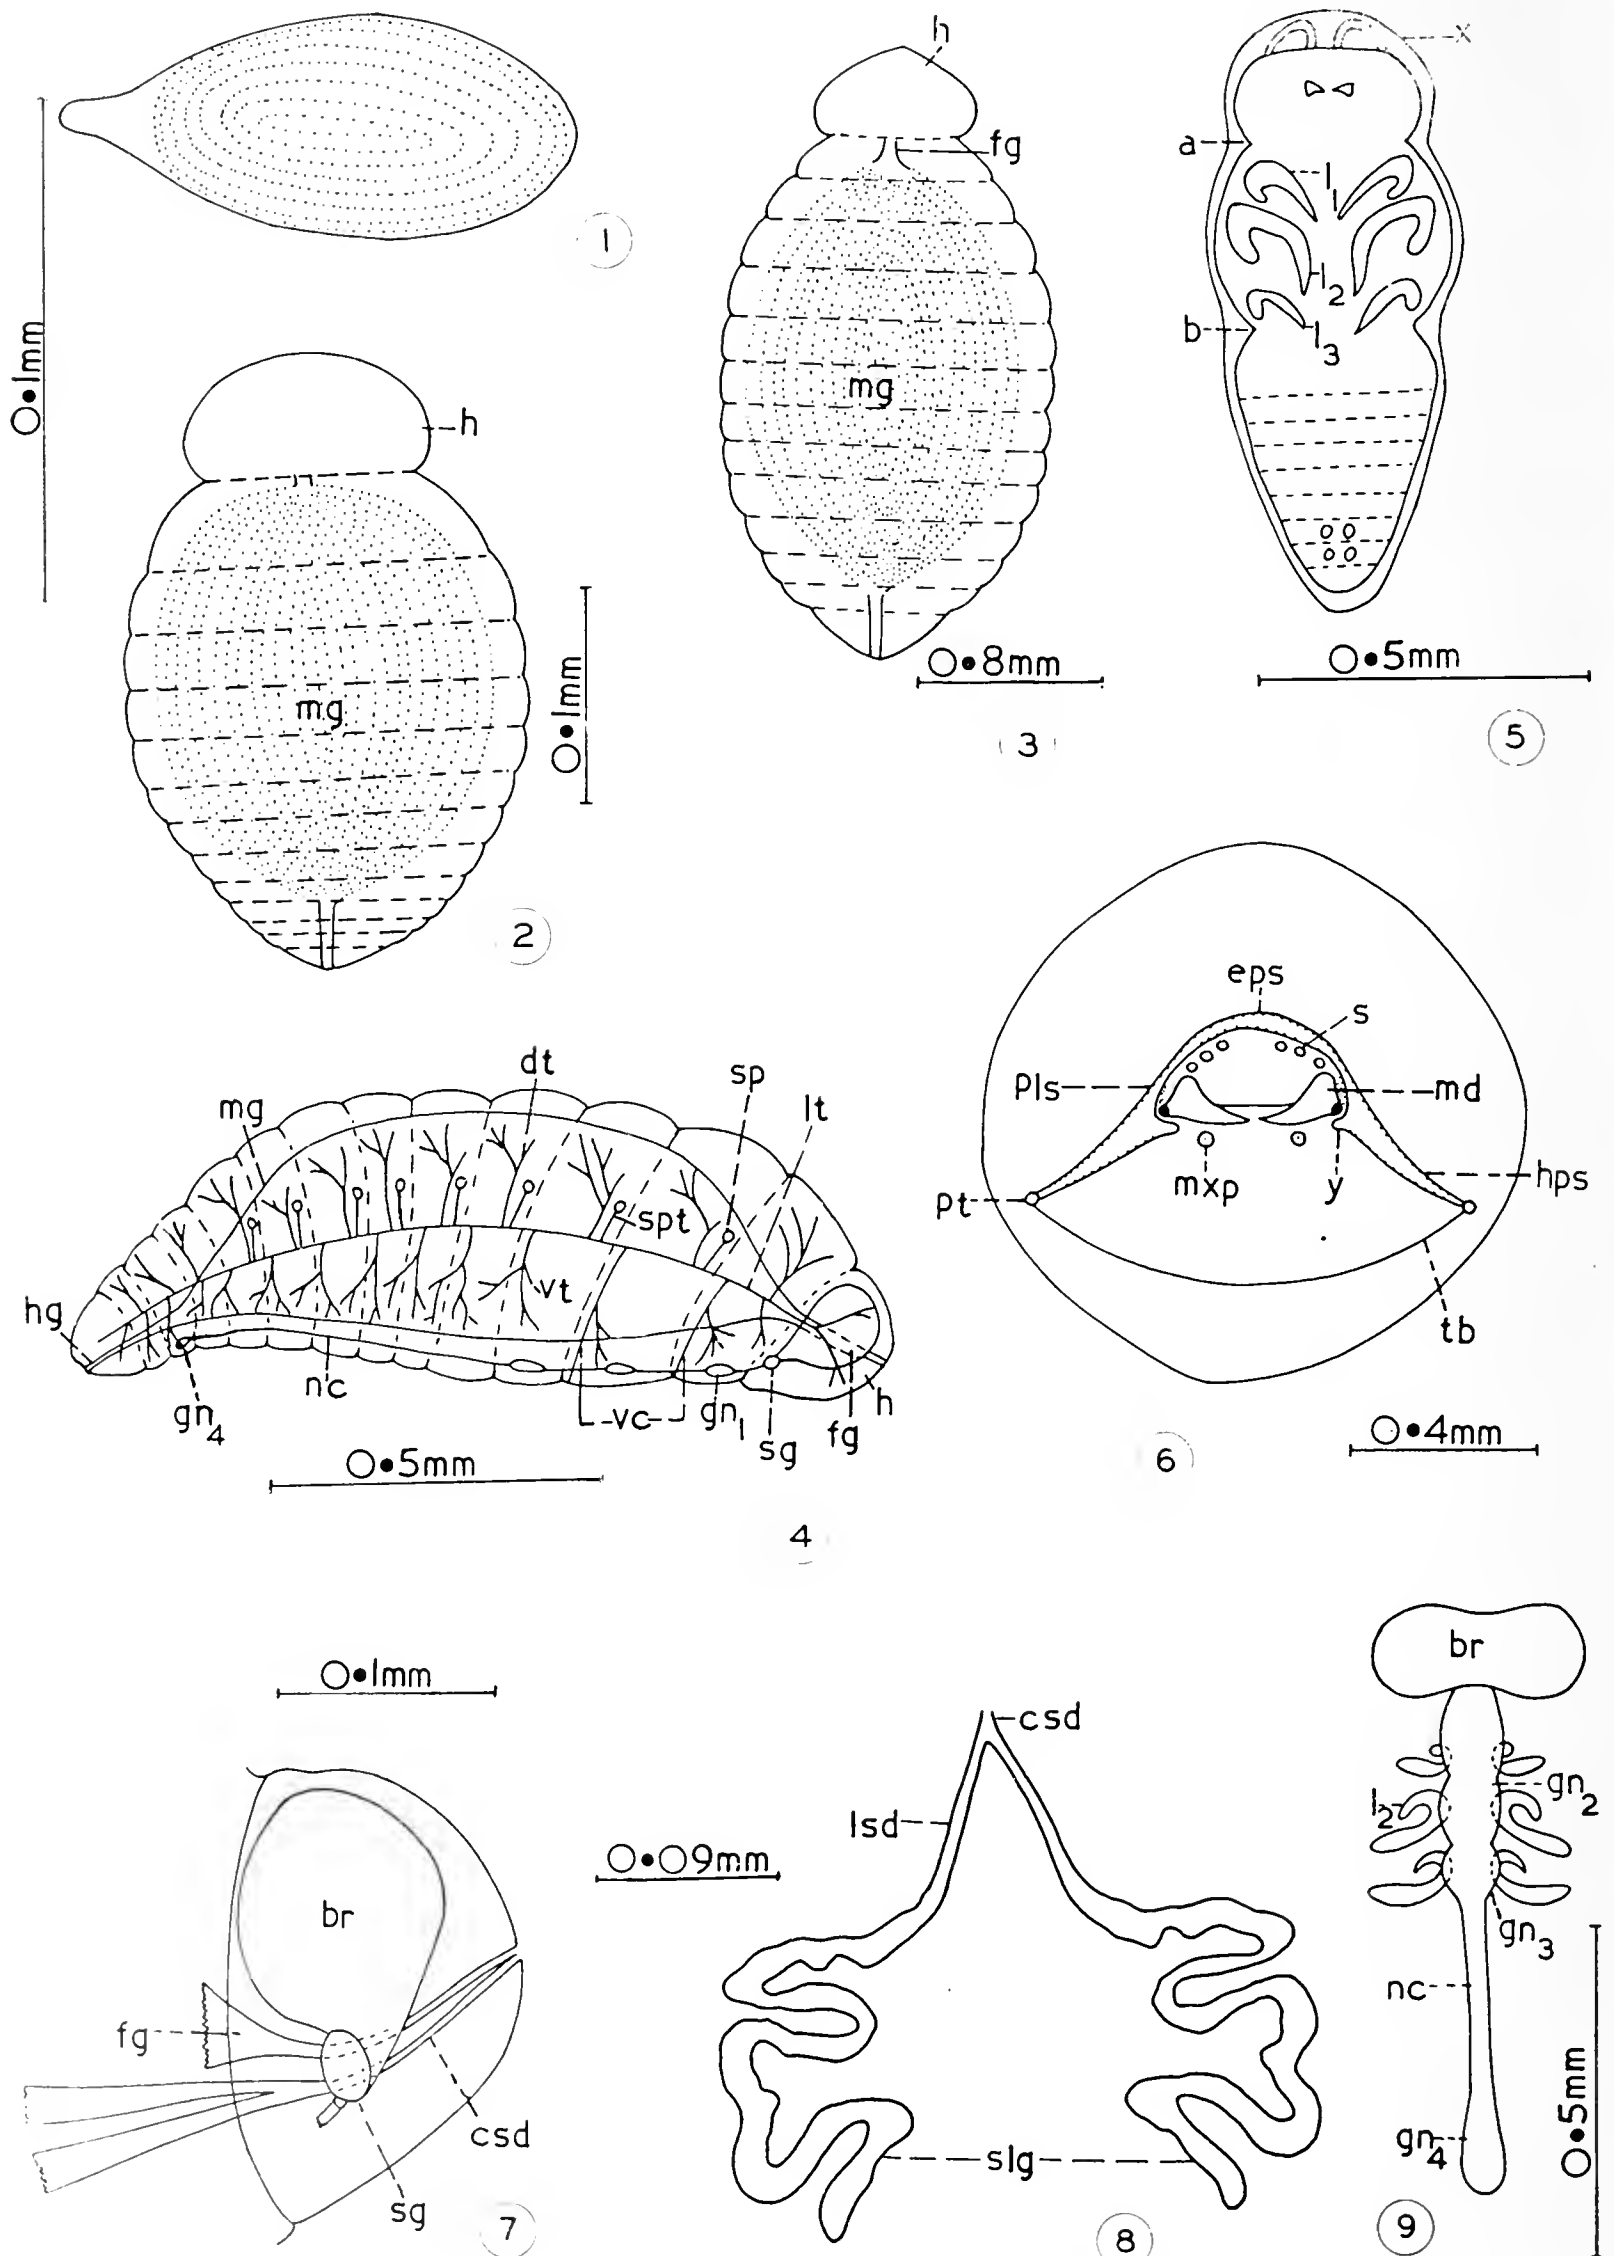 1
0.1mm
h
mg
0.1mm
2
h
fg
mg
0.8mm
3
x
a
l1
l2
b
l3
0.5mm
5
mg
dt
sp
lt
spt
vt
hg
gn4
nc
vc
gn1
sg
fg
h
0.5mm
4
eps
s
pls
md
pt
mxp
y
hps
tb
0.4mm
6
0.1mm
br
fg
csd
sg
7
csd
lsd
0.09mm
slg
8
br
l2
gn2
gn3
nc
gn4
0.5mm
9